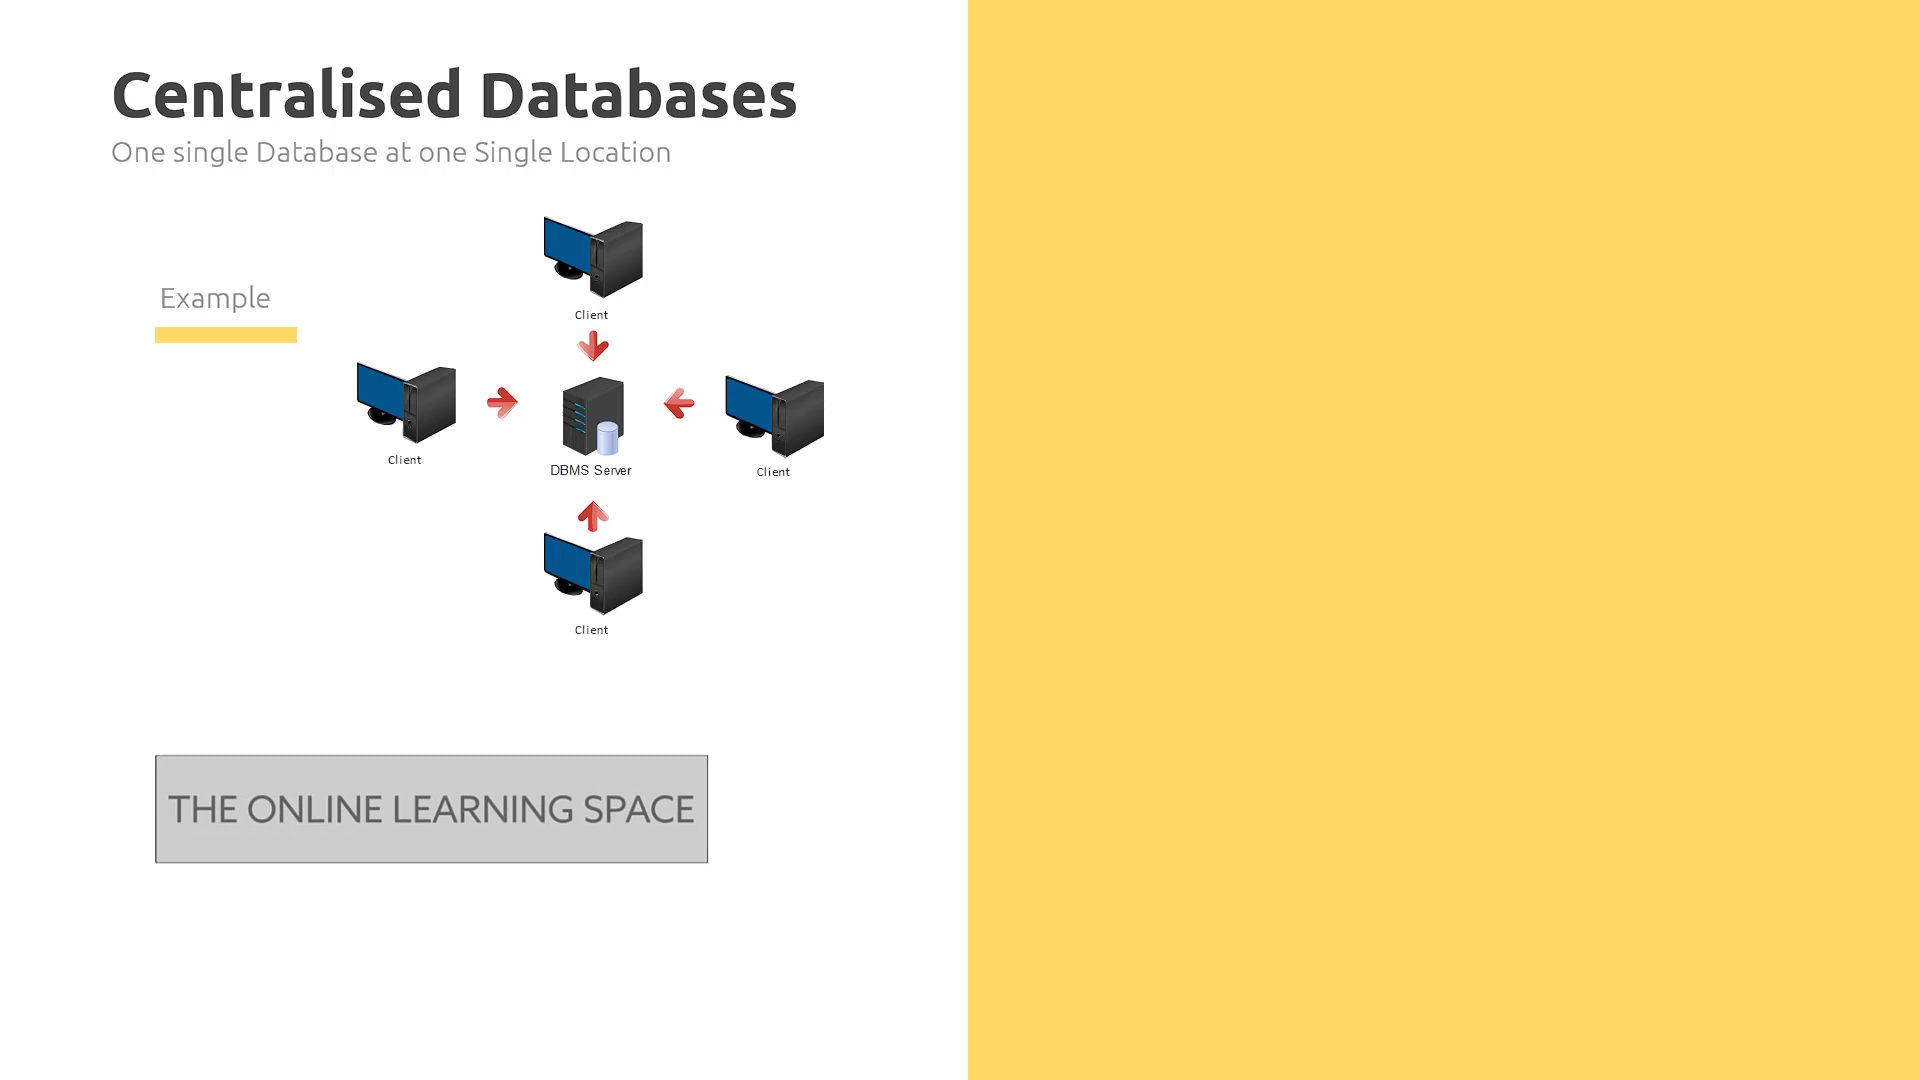 Centralised Databases
One single Database at one Single Location
Example
Client
Client
DBMS Server
Client
Client
THE ONLINE LEARNING SPACE